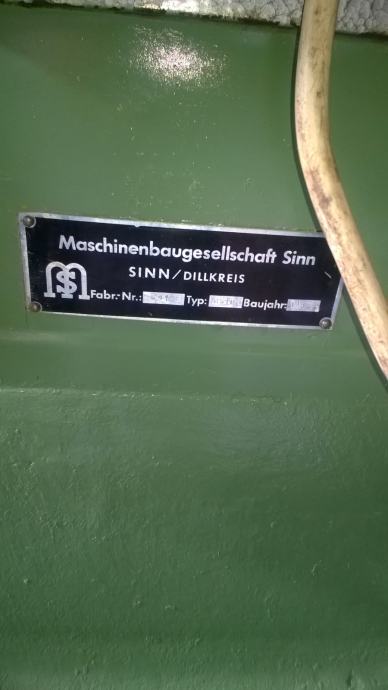 Maschinenbaugesellschaft Sinn
SINN/DILLKREIS
Fabr.-Nr.: Typ: Baujahr: